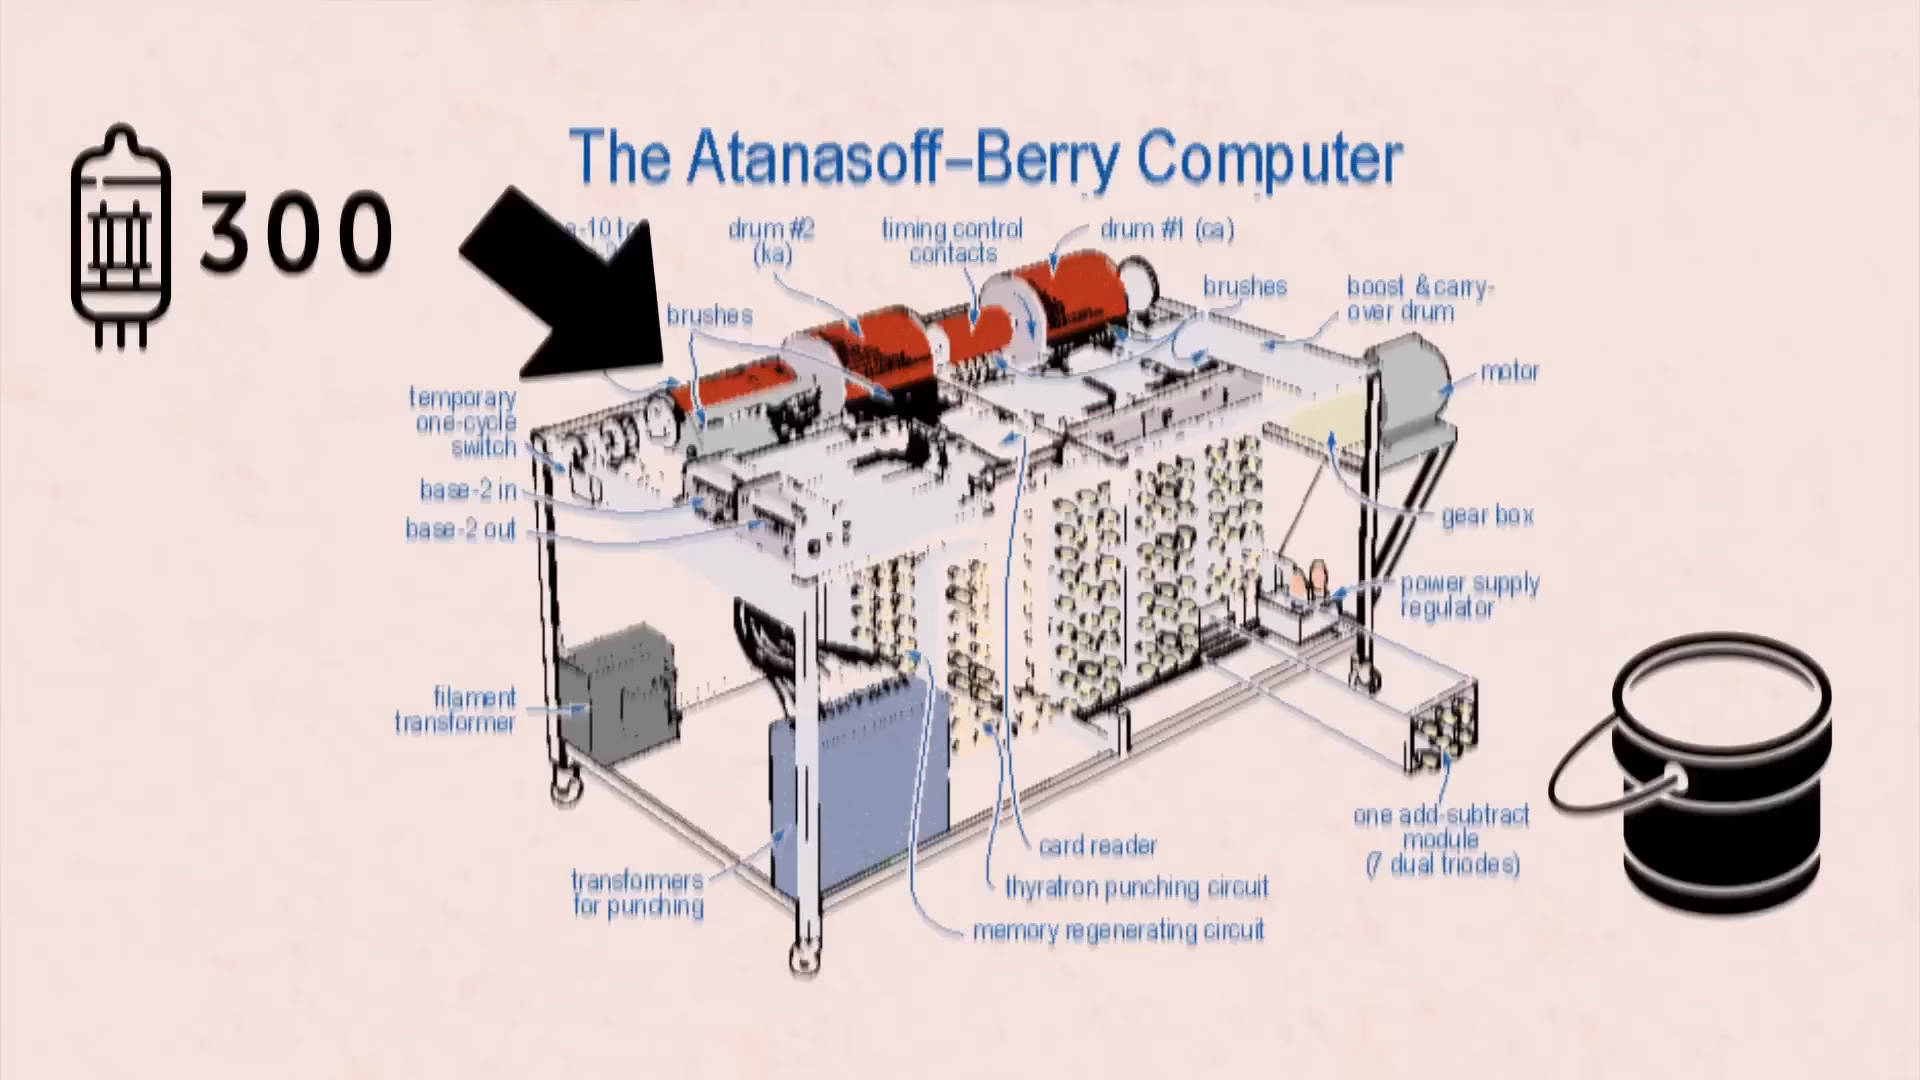 The Atanasoff–Berry Computer
300
drum #2
(ka)
timing control
contacts
drum #1 (ca)
brushes
brushes
boost & carry-
over drum
motor
temporary
one-cycle
switch
base-2 in
base-2 out
gear box
power supply
regulator
filament
transformer
one add-subtract
module
(7 dual triodes)
card reader
transformers
for punching
thyratron punching circuit
memory regenerating circuit